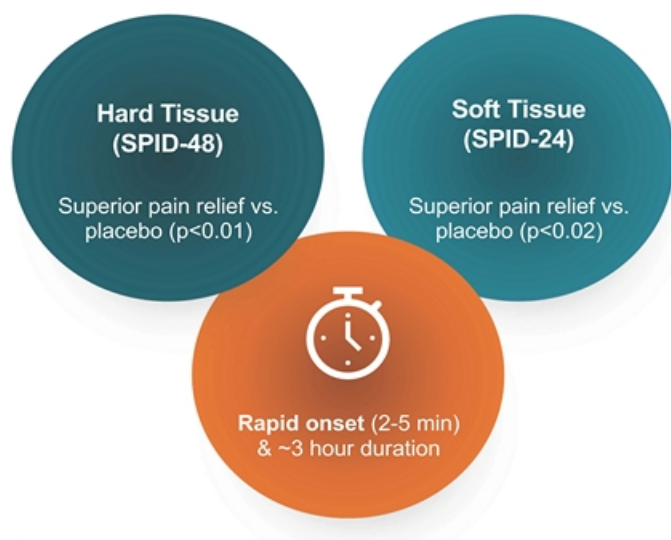 Hard Tissue
(SPID-48)
Superior pain relief vs.
placebo (p<0.01)
Soft Tissue
(SPID-24)
Superior pain relief vs.
placebo (p<0.02)
Rapid onset (2-5 min)
& ~3 hour duration